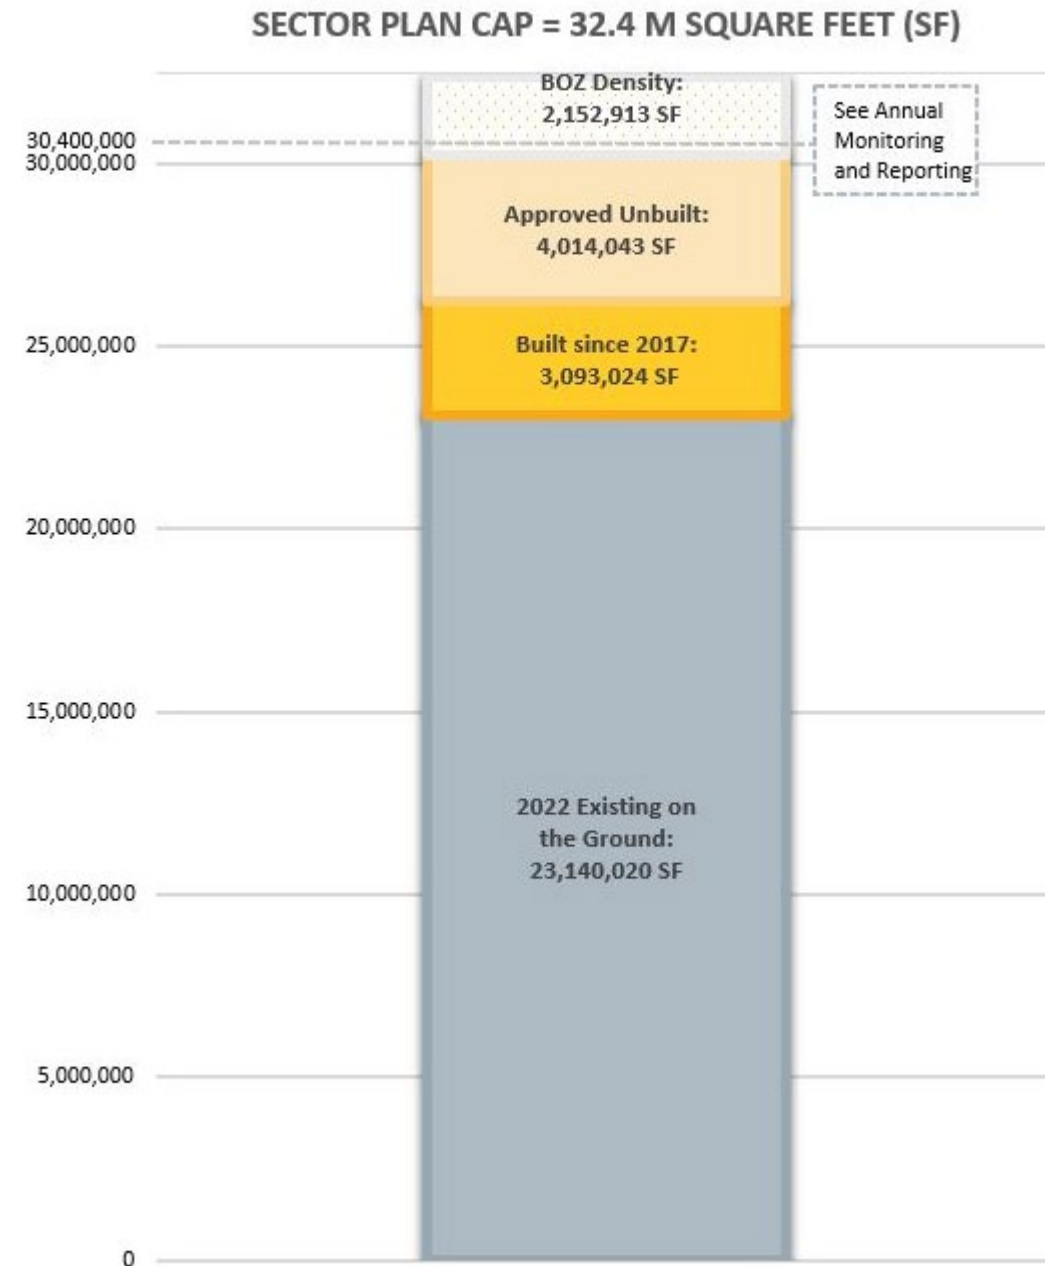 SECTOR PLAN CAP = 32.4 M SQUARE FEET (SF)
BOZ Density:
2,152,913 SF
See Annual
Monitoring
and Reporting
30,400,000
30,000,000
Approved Unbuilt:
4,014,043 SF
25,000,000
Built since 2017:
3,093,024 SF
20,000,000
15,000,000
2022 Existing on
the Ground:
23,140,020 SF
10,000,000
5,000,000
0